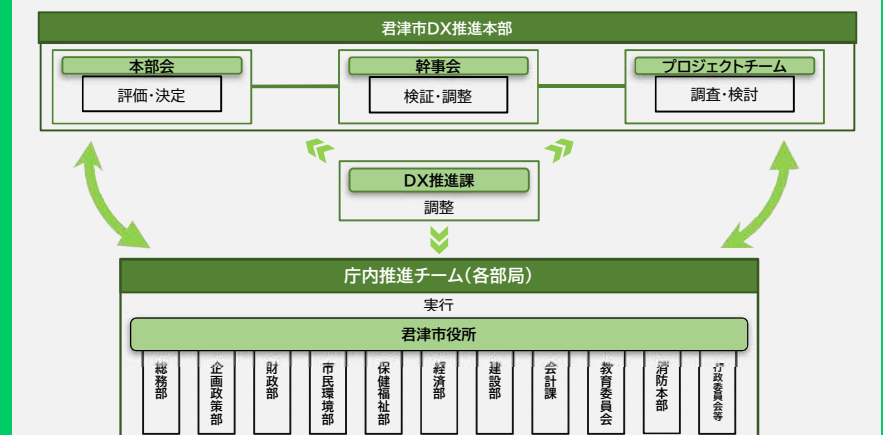 君津市DX推進本部
本部会
幹事会
プロジェクトチーム
評価・決定
検証・調整
調査・検討
DX推進課
調整
庁内推進チーム(各部局)
実行
君津市役所
総務部
企画政策部
財政部
市民環境部
保健福祉部
経済部
建設部
会計課
教育委員会
消防本部
行政委員会等